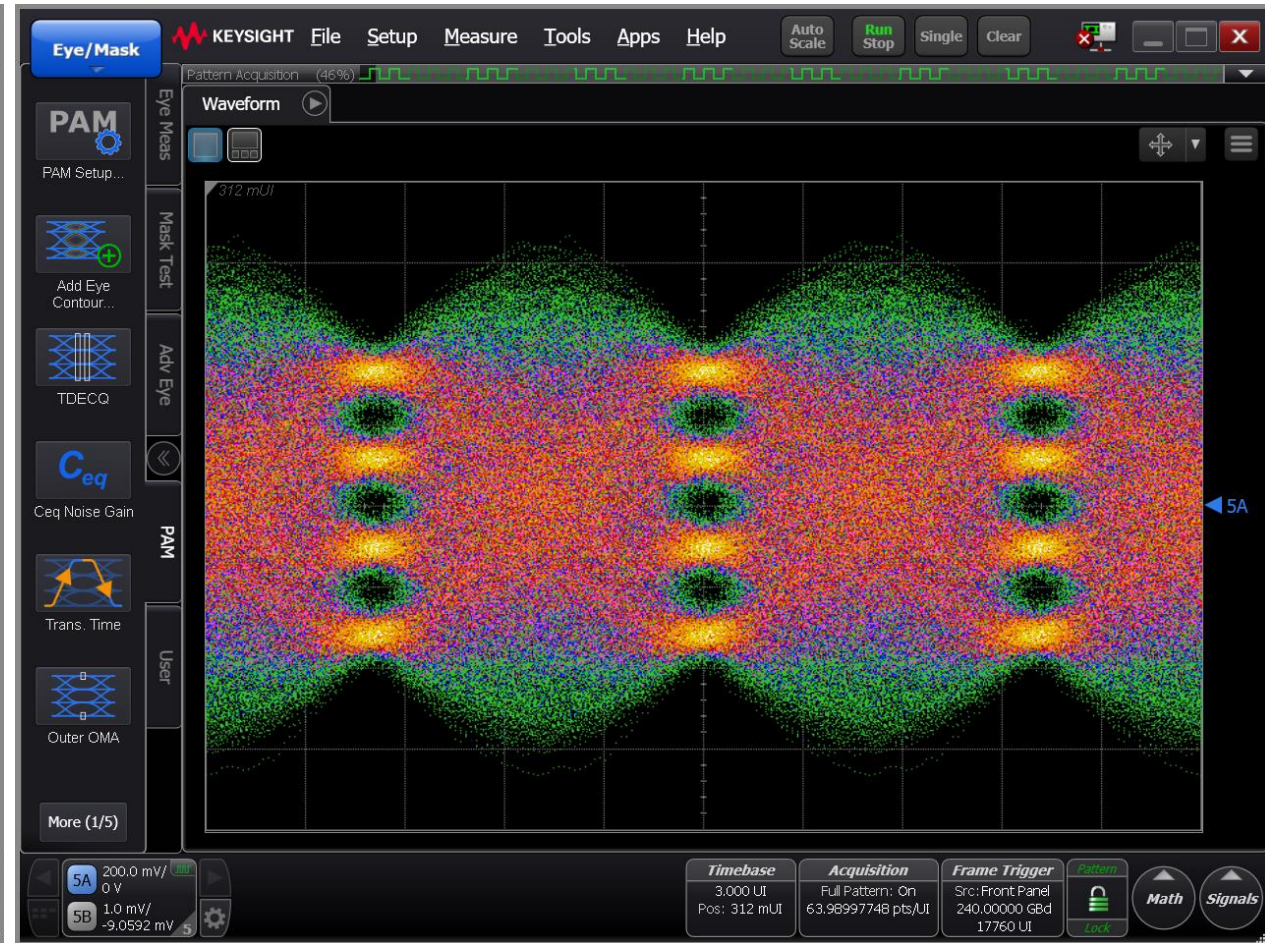 Eye/Mask
KEYSIGHT File Setup Measure Tools Apps Help
Auto Scale
Run Stop
Single
Clear
Pattern Acquisition (46%)
Waveform
312 mUI
PAM
PAM Setup...
Add Eye
Contour...
TDECQ
Ceq
Ceq Noise Gain
Trans. Time
Outer OMA
More (1/5)
Eye Meas
Mask Test
Adv Eye
PAM
User
5A
5A
200.0 mV/
0 V
5B
1.0 mV/
-9.0592 mV
5
Timebase
3.000 UI
Pos: 312 mUI
Acquisition
Full Pattern: On
63.98997748 pts/UI
Frame Trigger
Src: Front Panel
240.00000 GBd
17760 UI
Pattern
Lock
Math
Signals